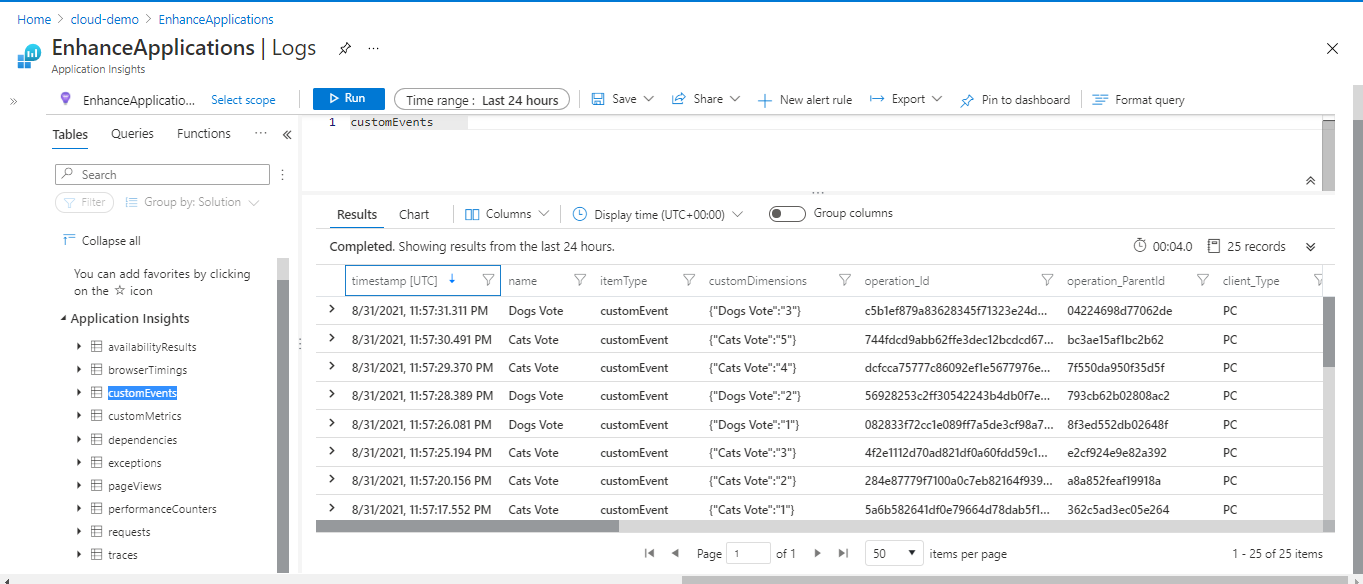 Home > cloud-demo > EnhanceApplications
EnhanceApplications | Logs
Application Insights
EnhanceApplicatio... Select scope Run Time range : Last 24 hours Save Share New alert rule Export Pin to dashboard Format query
Tables Queries Functions
1 customEvents
Search
Filter Group by: Solution
Results Chart Columns Display time (UTC+00:00) Group columns
Collapse all
Completed. Showing results from the last 24 hours. 00:04.0 25 records
You can add favorites by clicking
on the ☆ icon
timestamp [UTC] name itemType customDimensions operation_Id operation_ParentId client_Type
8/31/2021, 11:57:31.311 PM Dogs Vote customEvent {"Dogs Vote":"3"} c5b1ef879a83628345f71323e24d... 04224698d77062de PC
8/31/2021, 11:57:30.491 PM Cats Vote customEvent {"Cats Vote":"5"} 744fdcd9abb62ffe3dec12bcdcd67... bc3ae15af1bc2b62 PC
8/31/2021, 11:57:29.370 PM Cats Vote customEvent {"Cats Vote":"4"} dcfcca75777c86092ef1e5677976e... 7f550da950f35d5f PC
8/31/2021, 11:57:28.389 PM Dogs Vote customEvent {"Dogs Vote":"2"} 56928253c2ff30542243b4db0f7e... 793cb62b02808ac2 PC
8/31/2021, 11:57:26.081 PM Dogs Vote customEvent {"Dogs Vote":"1"} 082833f72cc1e089ff7a5de3cf98a7... 8f3ed552db02648f PC
8/31/2021, 11:57:25.194 PM Cats Vote customEvent {"Cats Vote":"3"} 4f2e1112d70ad821df0a60fdd59c1... e2cf924e9e82a392 PC
8/31/2021, 11:57:20.156 PM Cats Vote customEvent {"Cats Vote":"2"} 284e87779f7100a0c7eb82164f939... a8a852feaf19918a PC
8/31/2021, 11:57:17.552 PM Cats Vote customEvent {"Cats Vote":"1"} 5a6b582641df0e79664d78dab5f1... 362c5ad3ec05e264 PC
Application Insights
availabilityResults
browserTimings
customEvents
customMetrics
dependencies
exceptions
pageViews
performanceCounters
requests
traces
Page 1 of 1 50 items per page 1 - 25 of 25 items